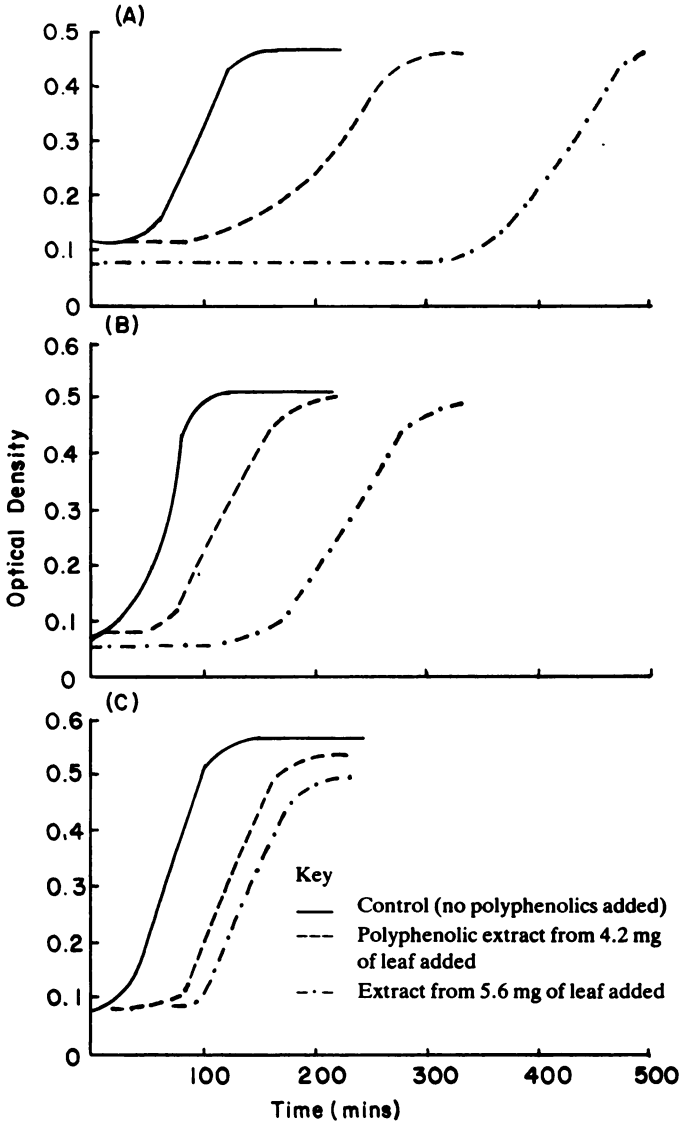 (A)
0.5
0.4
0.3
0.2
0.1
0
(B)
0.6
0.5
0.4
0.3
0.2
0.1
0
Optical Density
(C)
0.6
0.5
0.4
0.3
0.2
0.1
0
Key
Control (no polyphenolics added)
Polyphenolic extract from 4.2 mg
of leaf added
Extract from 5.6 mg of leaf added
100 200 300 400 500
Time (mins)